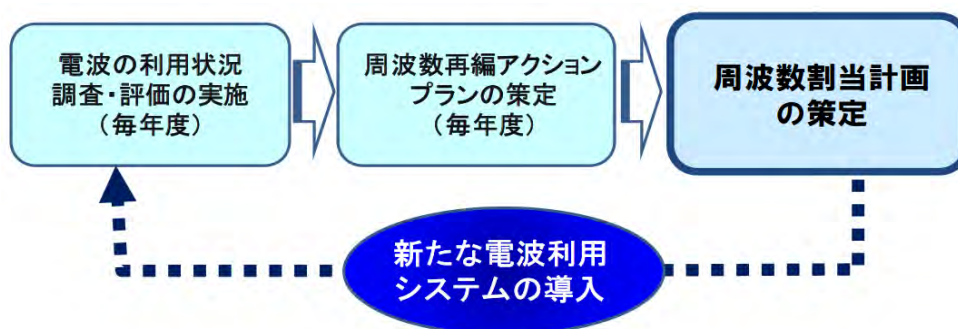 電波の利用状況
調査・評価の実施
（毎年度）
周波数再編アクション
プランの策定
（毎年度）
周波数割当計画
の策定
新たな電波利用
システムの導入